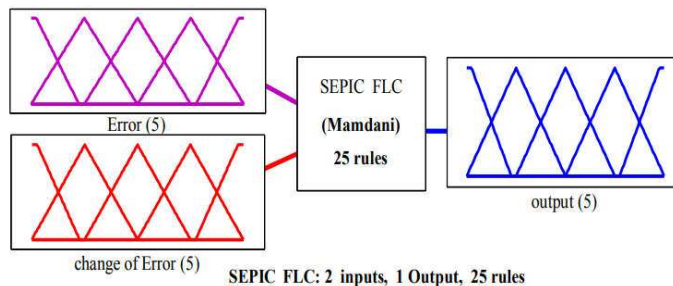 Error (5)
change of Error (5)
SEPIC FLC
(Mamdani)
25 rules
output (5)
SEPIC FLC: 2 inputs, 1 Output, 25 rules